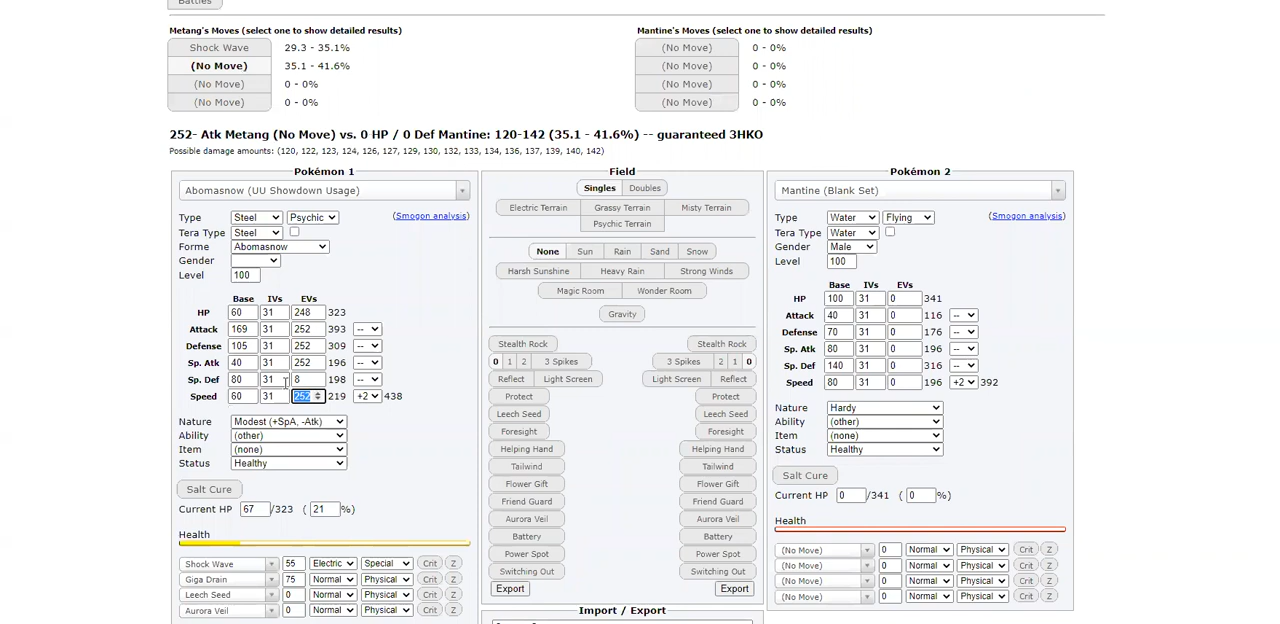 Battles
Metang's Moves (select one to show detailed results)
Shock Wave 29.3 - 35.1%
(No Move) 35.1 - 41.6%
(No Move) 0 - 0%
(No Move) 0 - 0%
Mantine's Moves (select one to show detailed results)
(No Move) 0 - 0%
(No Move) 0 - 0%
(No Move) 0 - 0%
(No Move) 0 - 0%
252- Atk Metang (No Move) vs. 0 HP / 0 Def Mantine: 120-142 (35.1 - 41.6%) -- guaranteed 3HKO
Possible damage amounts: (120, 122, 123, 124, 126, 127, 129, 130, 132, 133, 134, 136, 137, 139, 140, 142)
Pokémon 1
Abomasnow (UU Showdown Usage)
Type Steel Psychic (Smogon analysis)
Tera Type Steel
Forme Abomasnow
Gender
Level 100
Base IVs EVs
HP 60 31 248 323
Attack 169 31 252 393 --
Defense 105 31 252 309 --
Sp. Atk 40 31 252 196 --
Sp. Def 80 31 8 198 --
Speed 60 31 252 219 +2 438
Nature Modest (+SpA, -Atk)
Ability (other)
Item (none)
Status Healthy
Salt Cure
Current HP 67 /323 ( 21 %)
Health
Shock Wave 55 Electric Special Crit Z
Giga Drain 75 Normal Physical Crit Z
Leech Seed 0 Normal Physical Crit Z
Aurora Veil 0 Normal Physical Crit Z
Field
Singles Doubles
Electric Terrain Grassy Terrain Misty Terrain
Psychic Terrain
None Sun Rain Sand Snow
Harsh Sunshine Heavy Rain Strong Winds
Magic Room Wonder Room
Gravity
Stealth Rock Stealth Rock
0 1 2 3 Spikes 3 Spikes 2 1 0
Reflect Light Screen Light Screen Reflect
Protect Protect
Leech Seed Leech Seed
Foresight Foresight
Helping Hand Helping Hand
Tailwind Tailwind
Flower Gift Flower Gift
Friend Guard Friend Guard
Aurora Veil Aurora Veil
Battery Battery
Power Spot Power Spot
Switching Out Switching Out
Export Export
Import / Export
Pokémon 2
Mantine (Blank Set)
Type Water Flying (Smogon analysis)
Tera Type Water
Gender Male
Level 100
Base IVs EVs
HP 100 31 0 341
Attack 40 31 0 116 --
Defense 70 31 0 176 --
Sp. Atk 80 31 0 196 --
Sp. Def 140 31 0 316 --
Speed 80 31 0 196 +2 392
Nature Hardy
Ability (other)
Item (none)
Status Healthy
Salt Cure
Current HP 0 /341 ( 0 %)
Health
(No Move) 0 Normal Physical Crit Z
(No Move) 0 Normal Physical Crit Z
(No Move) 0 Normal Physical Crit Z
(No Move) 0 Normal Physical Crit Z